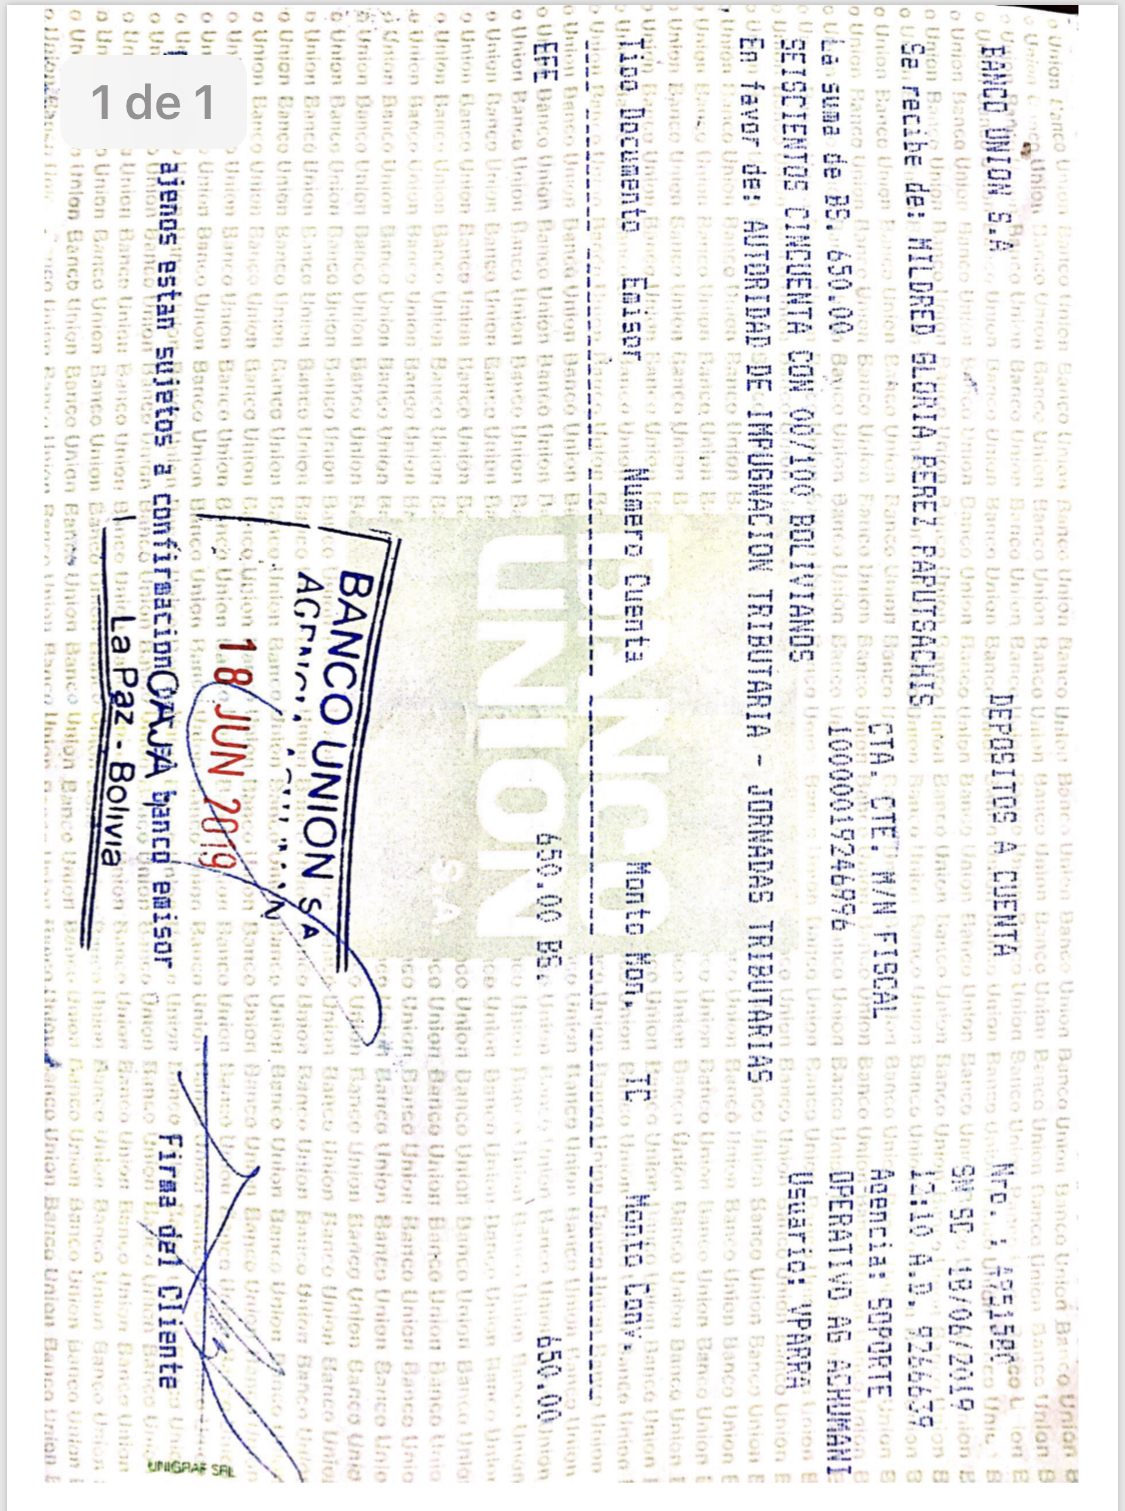 1 de 1
BANCO UNION S.A
DEPOSITOS A CUENTA
Nro. :
SN SC 18/06/2019
Se recibe de: MILDRED GLORIA PEREZ PAPUTSACHIS
12:10 A.D. 9746639
CTA. CTE. M/N FISCAL
Agencia: SOPORTE
La suma de BS. 650.00
10000019246996
OPERATIVO AG ACHUMANI
SEISCIENTOS CINCUENTA CON 00/100 BOLIVIANOS
Usuario: VPARRA
En favor de: AUTORIDAD DE IMPUGNACION TRIBUTARIA - JORNADAS TRIBUTARIAS
Tipo Documento Emisor Numero Cuenta Monto Mon. TC Monto Conv.
EFE 650.00 BS. 650.00
BANCO UNION S.A.
BANCO UNION S A
18 JUN 2019
CAJA
La Paz - Bolivia
ajenos estan sujetos a confirmacion banco emisor
Firma del Cliente
UNIGRAF SRL